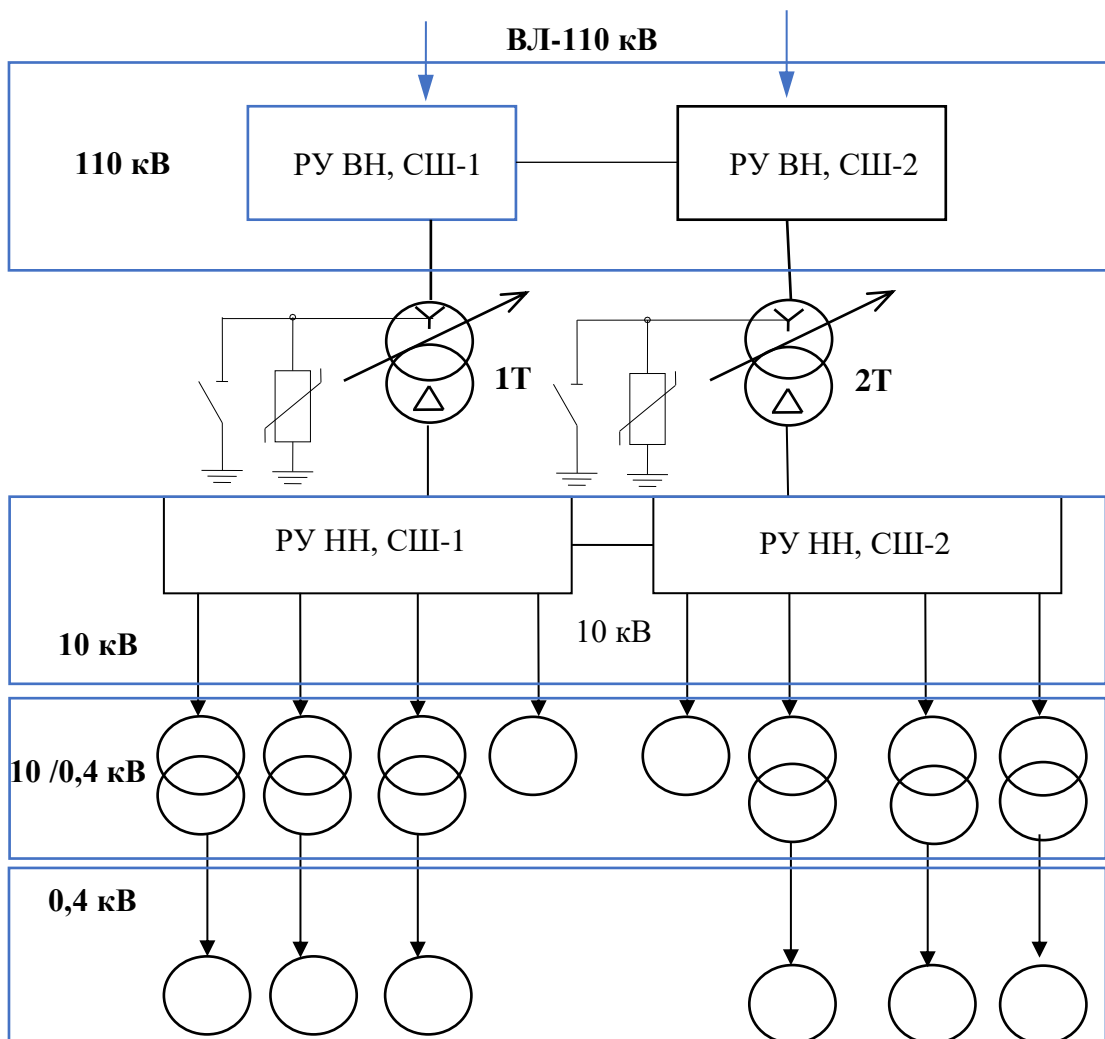 ВЛ-110 кВ
110 кВ
РУ ВН, СШ-1
РУ ВН, СШ-2
1Т
2Т
РУ НН, СШ-1
РУ НН, СШ-2
10 кВ
10 кВ
10 /0,4 кВ
0,4 кВ